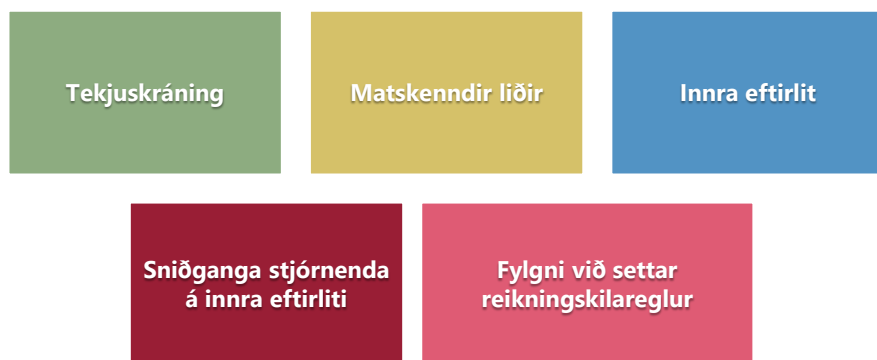 Tekjuskráning
Matskenndir liðir
Innra eftirlit
Sniðganga stjórnenda
á innra eftirliti
Fylgni við settar
reikningskilareglur